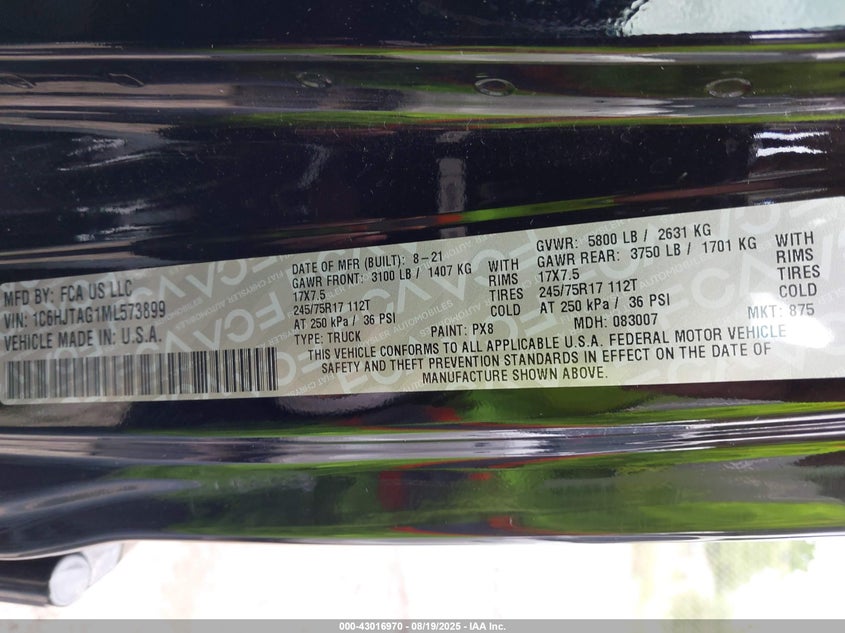 MFD BY: FCA US LLC
VIN: 1C6HJTAG1ML573899
VEHICLE MADE IN: U.S.A.
DATE OF MFR (BUILT): 8-21
GAWR FRONT: 3100 LB / 1407 KG WITH
17X7.5 RIMS
245/75R17 112T TIRES
AT 250 kPa / 36 PSI COLD
TYPE: TRUCK PAINT: PX8
GVWR: 5800 LB / 2631 KG
GAWR REAR: 3750 LB / 1701 KG WITH
17X7.5 RIMS
245/75R17 112T TIRES
AT 250 kPa / 36 PSI COLD
MDH: 083007 MKT: 875
THIS VEHICLE CONFORMS TO ALL APPLICABLE U.S.A. FEDERAL MOTOR VEHICLE
SAFETY AND THEFT PREVENTION STANDARDS IN EFFECT ON THE DATE OF
MANUFACTURE SHOWN ABOVE.
000-43016970 - 08/19/2025 - IAA Inc.